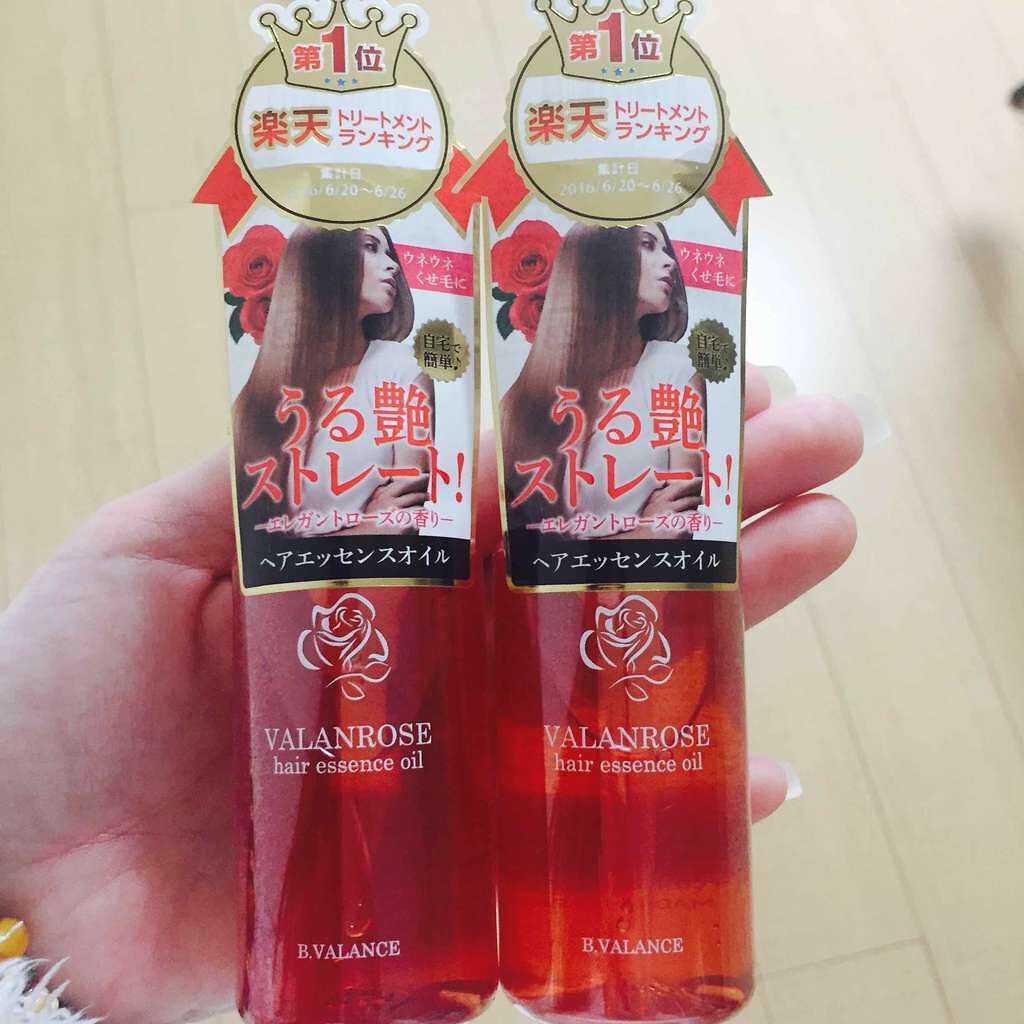 第1位
楽天
トリートメント
ランキング
集計日
6/6/20～6/26
ウネウネ
くせ毛に
自宅で
簡単♪
うる艶
ストレート!
ーエレガントローズの香りー
ヘアエッセンスオイル
VALANROSE
hair essence oil
B.VALANCE
第1位
楽天
トリートメント
ランキング
集計日
2016/6/20～6/26
ウネウネ
くせ毛に
自宅で
簡単♪
うる艶
ストレート!
ーエレガントローズの香りー
ヘアエッセンスオイル
VALANROSE
hair essence oil
B.VALANCE